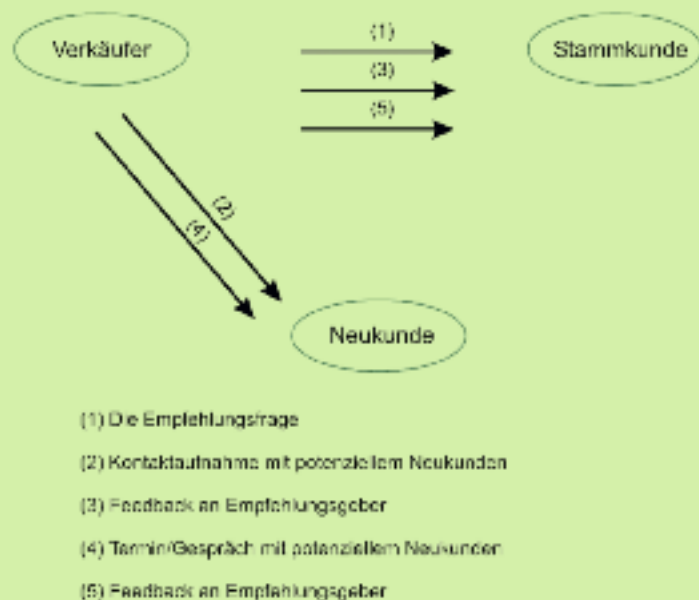 Verkäufer
(1)
Stammkunde
(3)
(5)
(2)
(4)
Neukunde
(1) Die Empfehlungsfrage
(2) Kontaktaufnahme mit potenziellem Neukunden
(3) Feedback an Empfehlungsgeber
(4) Termin/Gespräch mit potenziellem Neukunden
(5) Feedback an Empfehlungsgeber